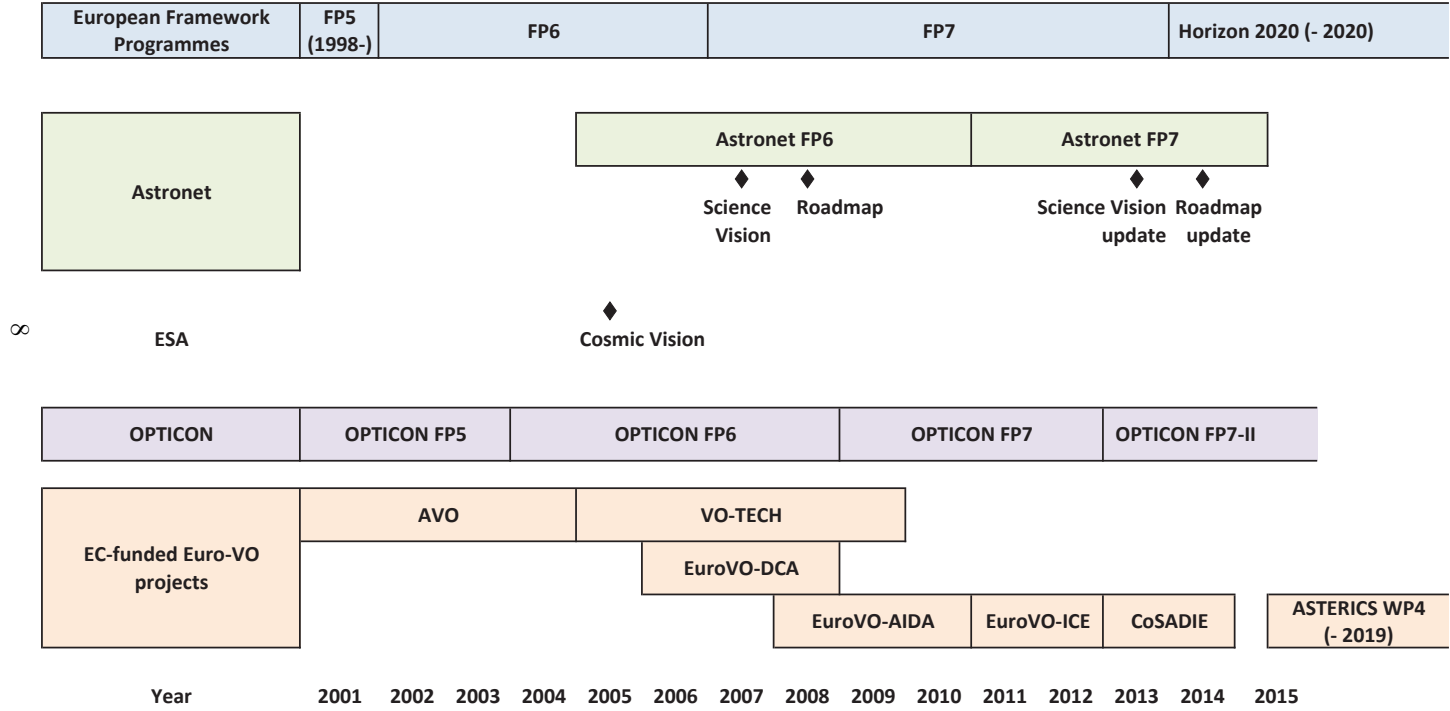 European Framework
Programmes
FP5
(1998-)
FP6
FP7
Horizon 2020 (- 2020)
Astronet
Astronet FP6
Astronet FP7
Science
Vision
Roadmap
Science Vision
update
Roadmap
update
∞
ESA
Cosmic Vision
OPTICON
OPTICON FP5
OPTICON FP6
OPTICON FP7
OPTICON FP7-II
EC-funded Euro-VO
projects
AVO
VO-TECH
EuroVO-DCA
EuroVO-AIDA
EuroVO-ICE
CoSADIE
ASTERICS WP4
(- 2019)
Year 2001 2002 2003 2004 2005 2006 2007 2008 2009 2010 2011 2012 2013 2014 2015